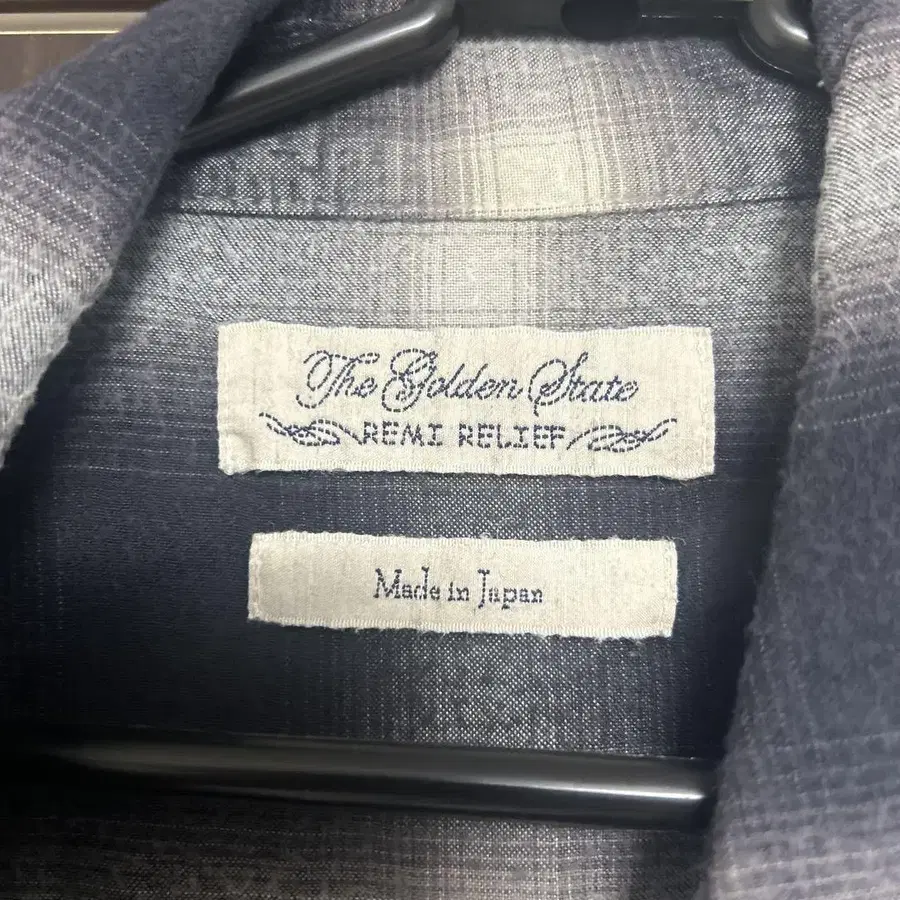 The Golden State
REMI RELIEF
Made in Japan